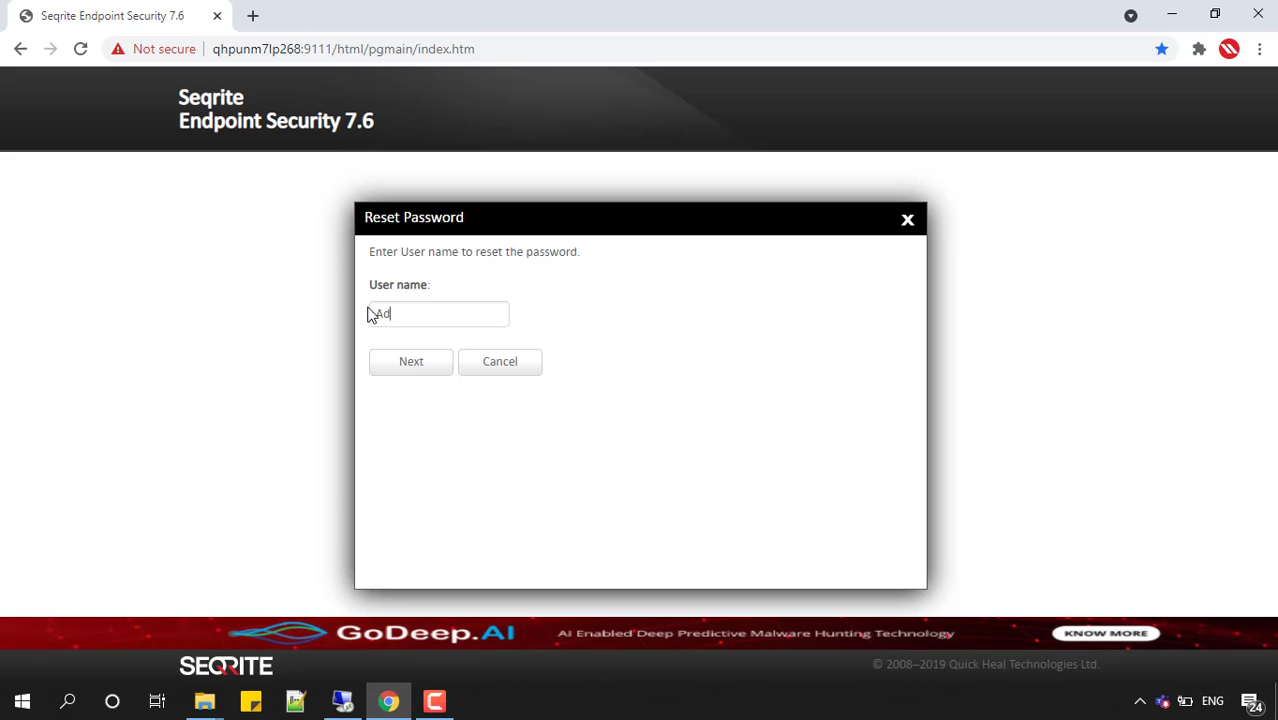 Seqrite Endpoint Security 7.6
Not secure
qhpunm7lp268:9111/html/pgmain/index.htm
Seqrite
Endpoint Security 7.6
Reset Password
Enter User name to reset the password.
User name:
Ad
Next
Cancel
GoDeep.AI
AI Enabled Deep Predictive Malware Hunting Technology
KNOW MORE
SEQRITE
© 2008–2019 Quick Heal Technologies Ltd.
ENG
24